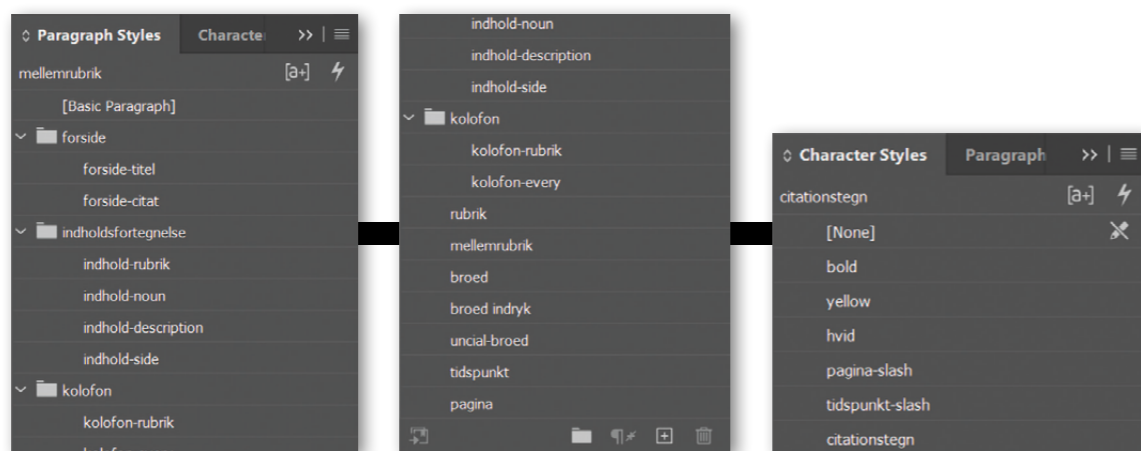 Paragraph Styles Characte
mellemrubrik [a+]
[Basic Paragraph]
forside
forside-titel
forside-citat
indholdsfortegnelse
indhold-rubrik
indhold-noun
indhold-description
indhold-side
kolofon
kolofon-rubrik
indhold-noun
indhold-description
indhold-side
kolofon
kolofon-rubrik
kolofon-every
rubrik
mellemrubrik
broed
broed indryk
uncial-broed
tidspunkt
pagina
Character Styles Paragraph
citationstegn [a+]
[None]
bold
yellow
hvid
pagina-slash
tidspunkt-slash
citationstegn